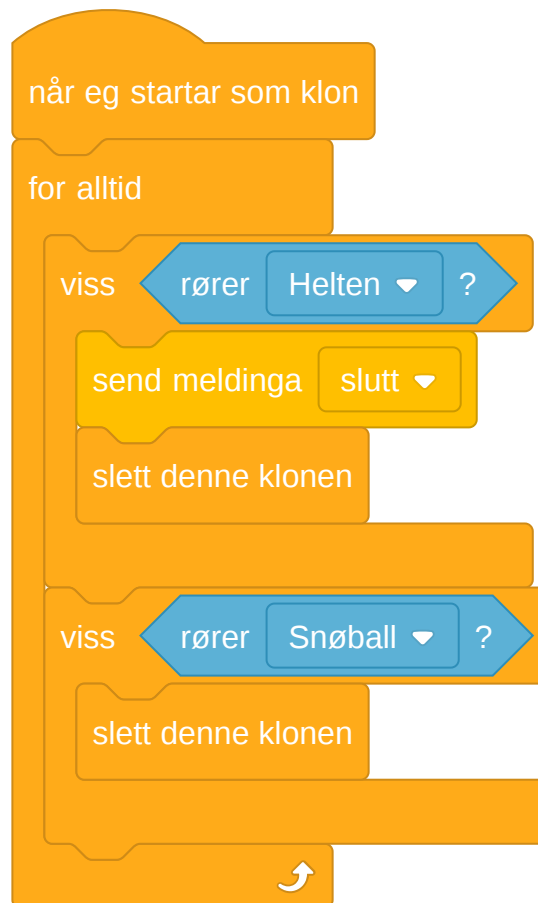 når eg startar som klon
for alltid
viss rører Helten ?
send meldinga slutt
slett denne klonen
viss rører Snøball ?
slett denne klonen